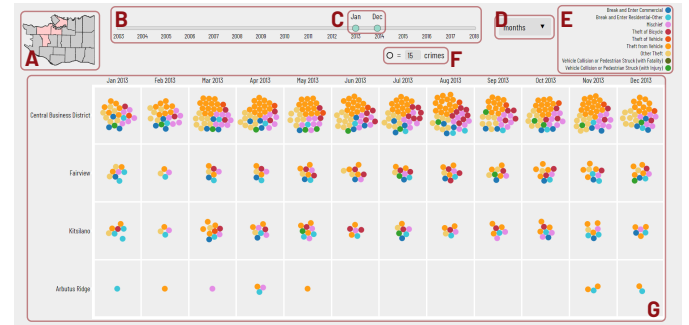 A
B
C
Jan Dec
2003 2004 2005 2006 2007 2008 2009 2010 2011 2012 2013 2014 2015 2016 2017 2018
D
months
E
Break and Enter Commercial
Break and Enter Residential-Other
Mischief
Theft of Bicycle
Theft of Vehicle
Theft from Vehicle
Other Theft
Vehicle Collision or Pedestrian Struck (with Fatality)
Vehicle Collision or Pedestrian Struck (with Injury)
O = 15 crimes
F
Jan 2013 Feb 2013 Mar 2013 Apr 2013 May 2013 Jun 2013 Jul 2013 Aug 2013 Sep 2013 Oct 2013 Nov 2013 Dec 2013
Central Business District
Fairview
Kitsilano
Arbutus Ridge
G